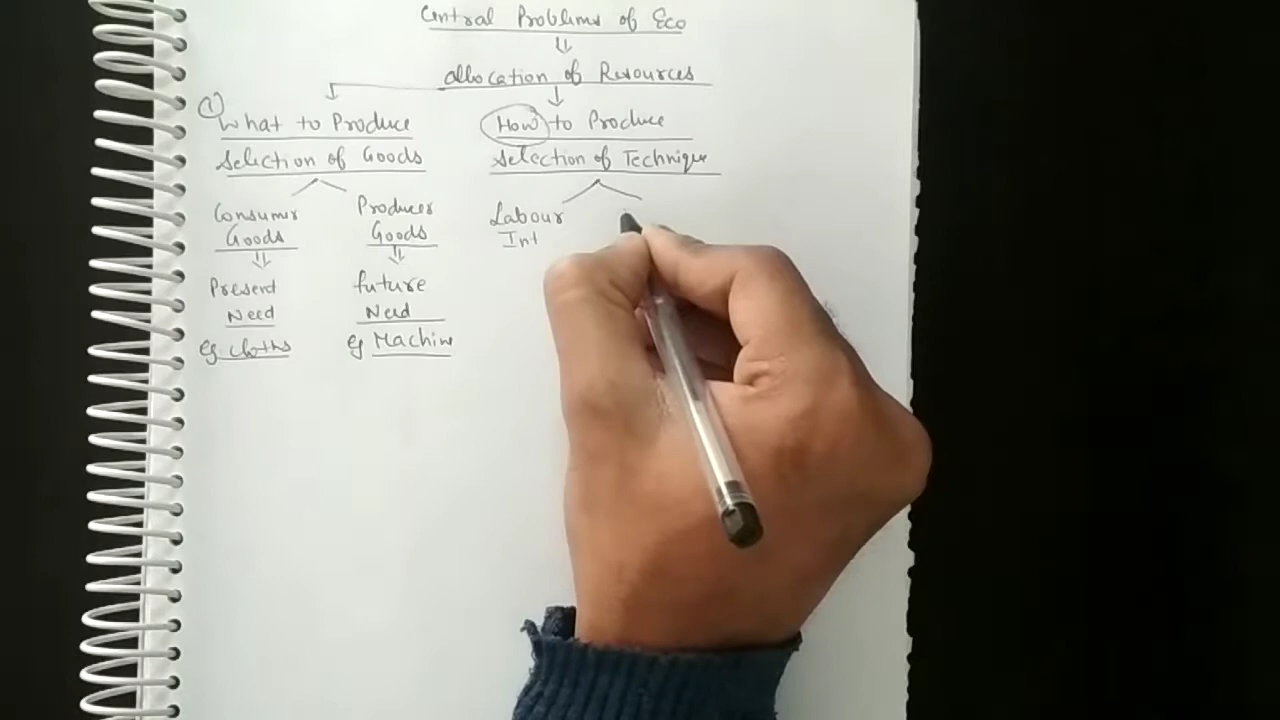 Central Problems of Eco
allocation of Resources
(1)
What to Produce
Selection of Goods
Consumer
Goods
Present
Need
eg Cloths
Producer
Goods
future
Need
eg Machine
How to Produce
Selection of Technique
Labour
Int